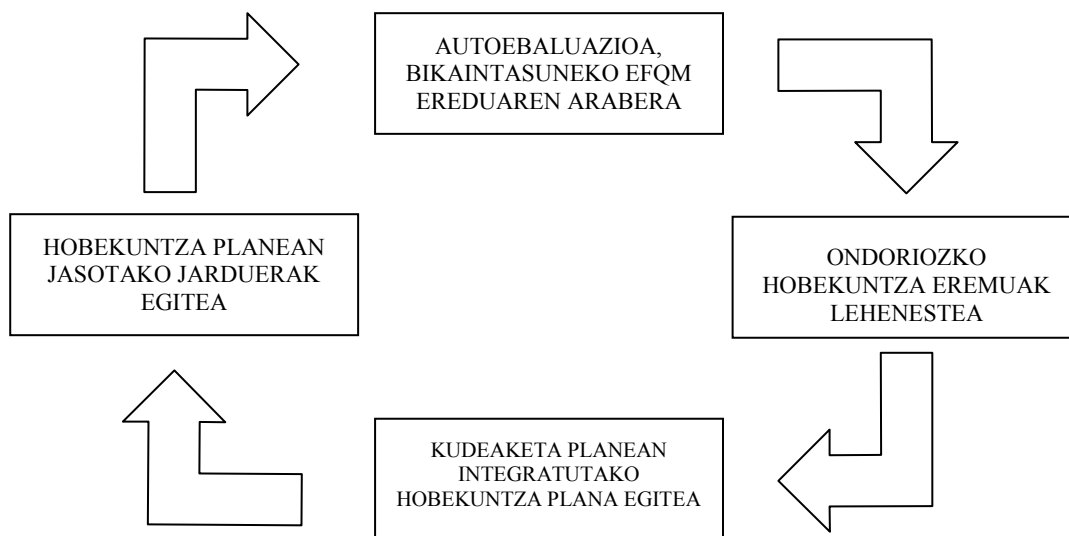 AUTOEBALUAZIOA,
BIKAINTASUNEKO EFQM
EREDUAREN ARABERA
HOBEKUNTZA PLANEAN
JASOTAKO JARDUERAK
EGITEA
ONDORIOZKO
HOBEKUNTZA EREMUAK
LEHENESTEA
KUDEAKETA PLANEAN
INTEGRATUTAKO
HOBEKUNTZA PLANA EGITEA